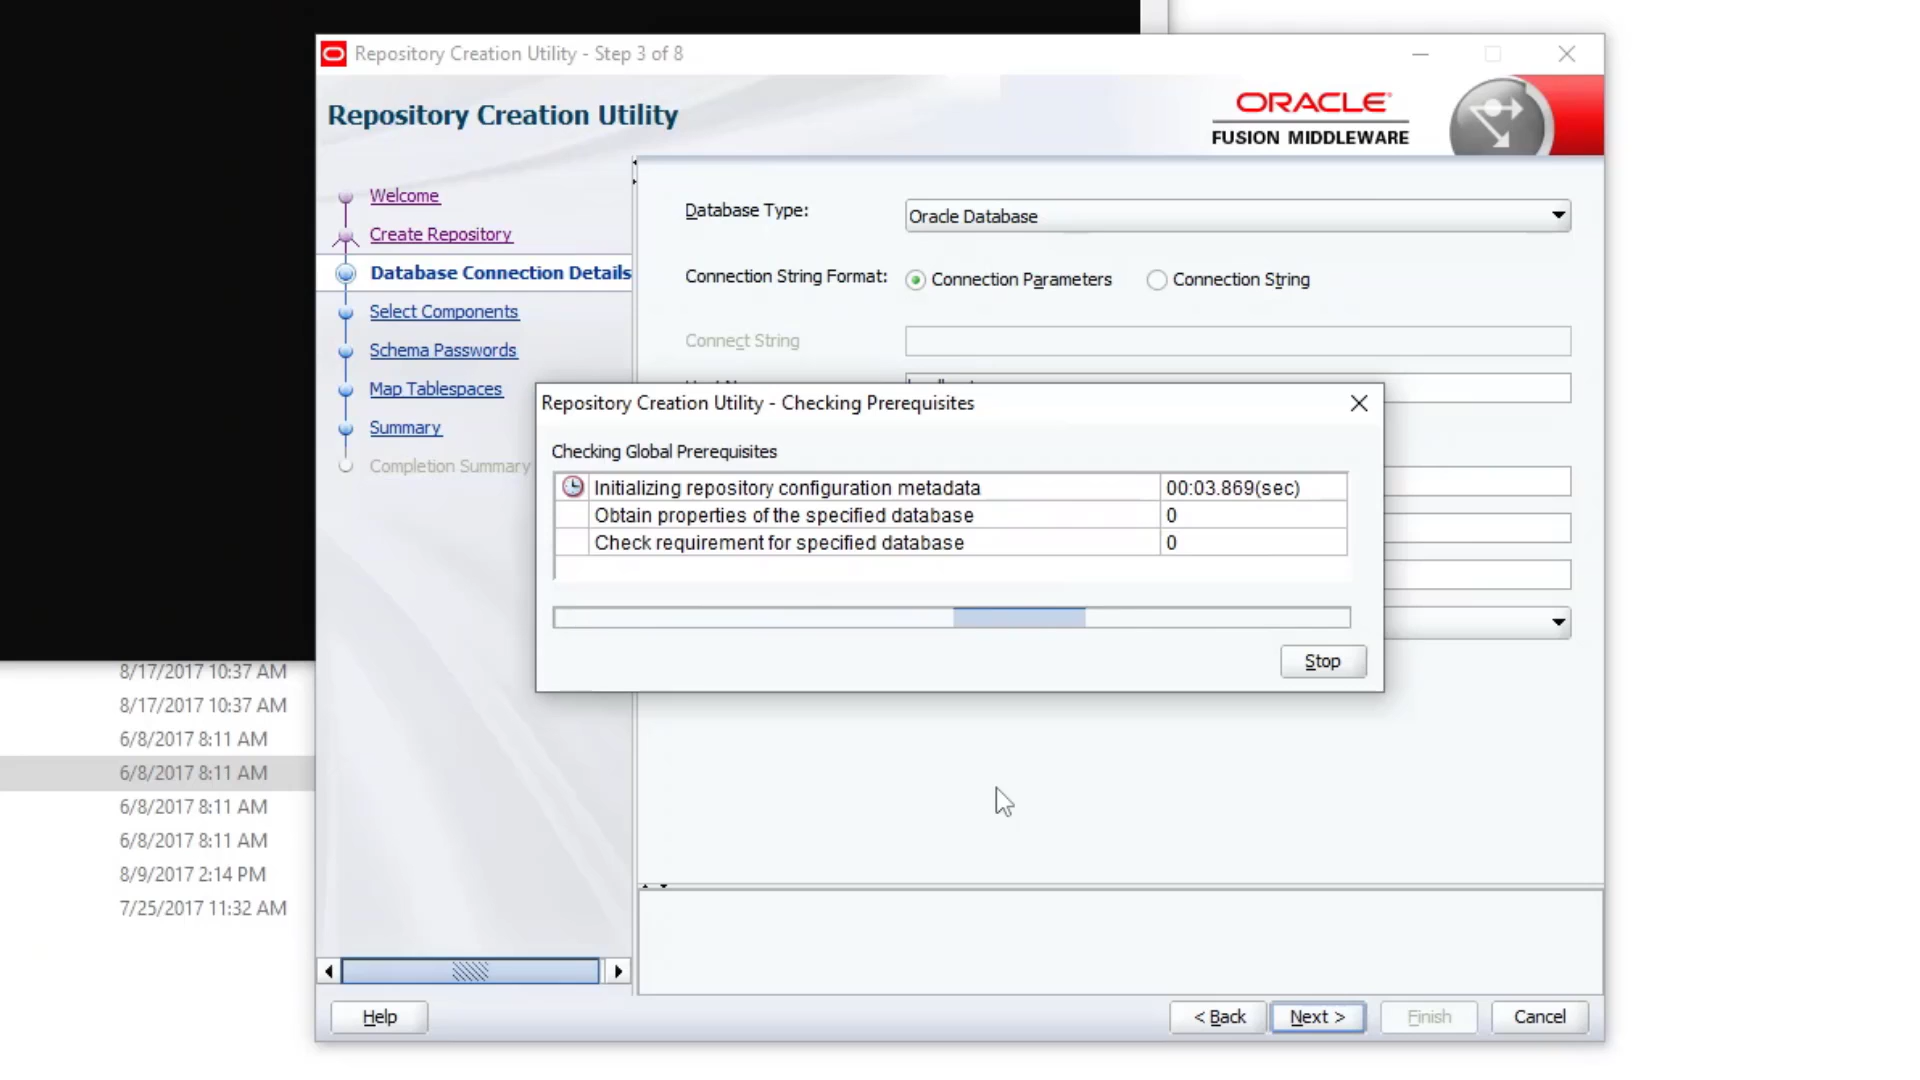 Repository Creation Utility - Step 3 of 8
Repository Creation Utility
ORACLE
FUSION MIDDLEWARE
Welcome
Create Repository
Database Connection Details
Select Components
Schema Passwords
Map Tablespaces
Summary
Completion Summary
Database Type:
Oracle Database
Connection String Format:
Connection Parameters
Connection String
Connect String
Repository Creation Utility - Checking Prerequisites
Checking Global Prerequisites
Initializing repository configuration metadata 00:03.869(sec)
Obtain properties of the specified database 0
Check requirement for specified database 0
Stop
8/17/2017 10:37 AM
8/17/2017 10:37 AM
6/8/2017 8:11 AM
6/8/2017 8:11 AM
6/8/2017 8:11 AM
6/8/2017 8:11 AM
8/9/2017 2:14 PM
7/25/2017 11:32 AM
Help
< Back
Next >
Finish
Cancel